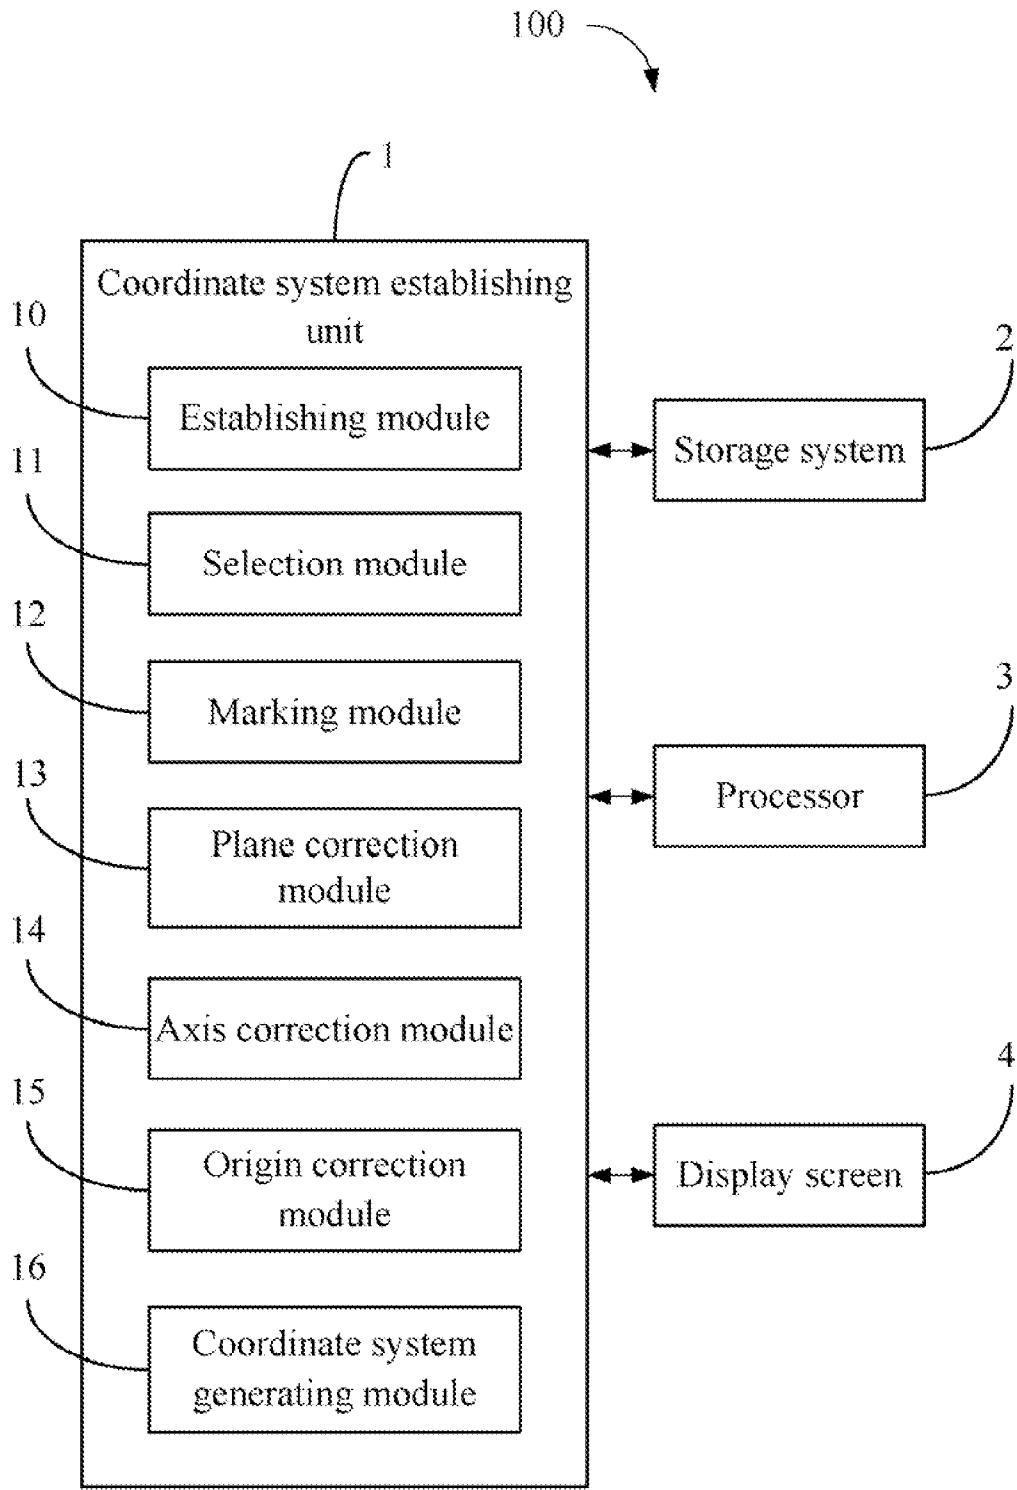 100
1
Coordinate system establishing
unit
10
Establishing module
11
Selection module
12
Marking module
13
Plane correction
module
14
Axis correction module
15
Origin correction
module
16
Coordinate system
generating module
2
Storage system
3
Processor
4
Display screen